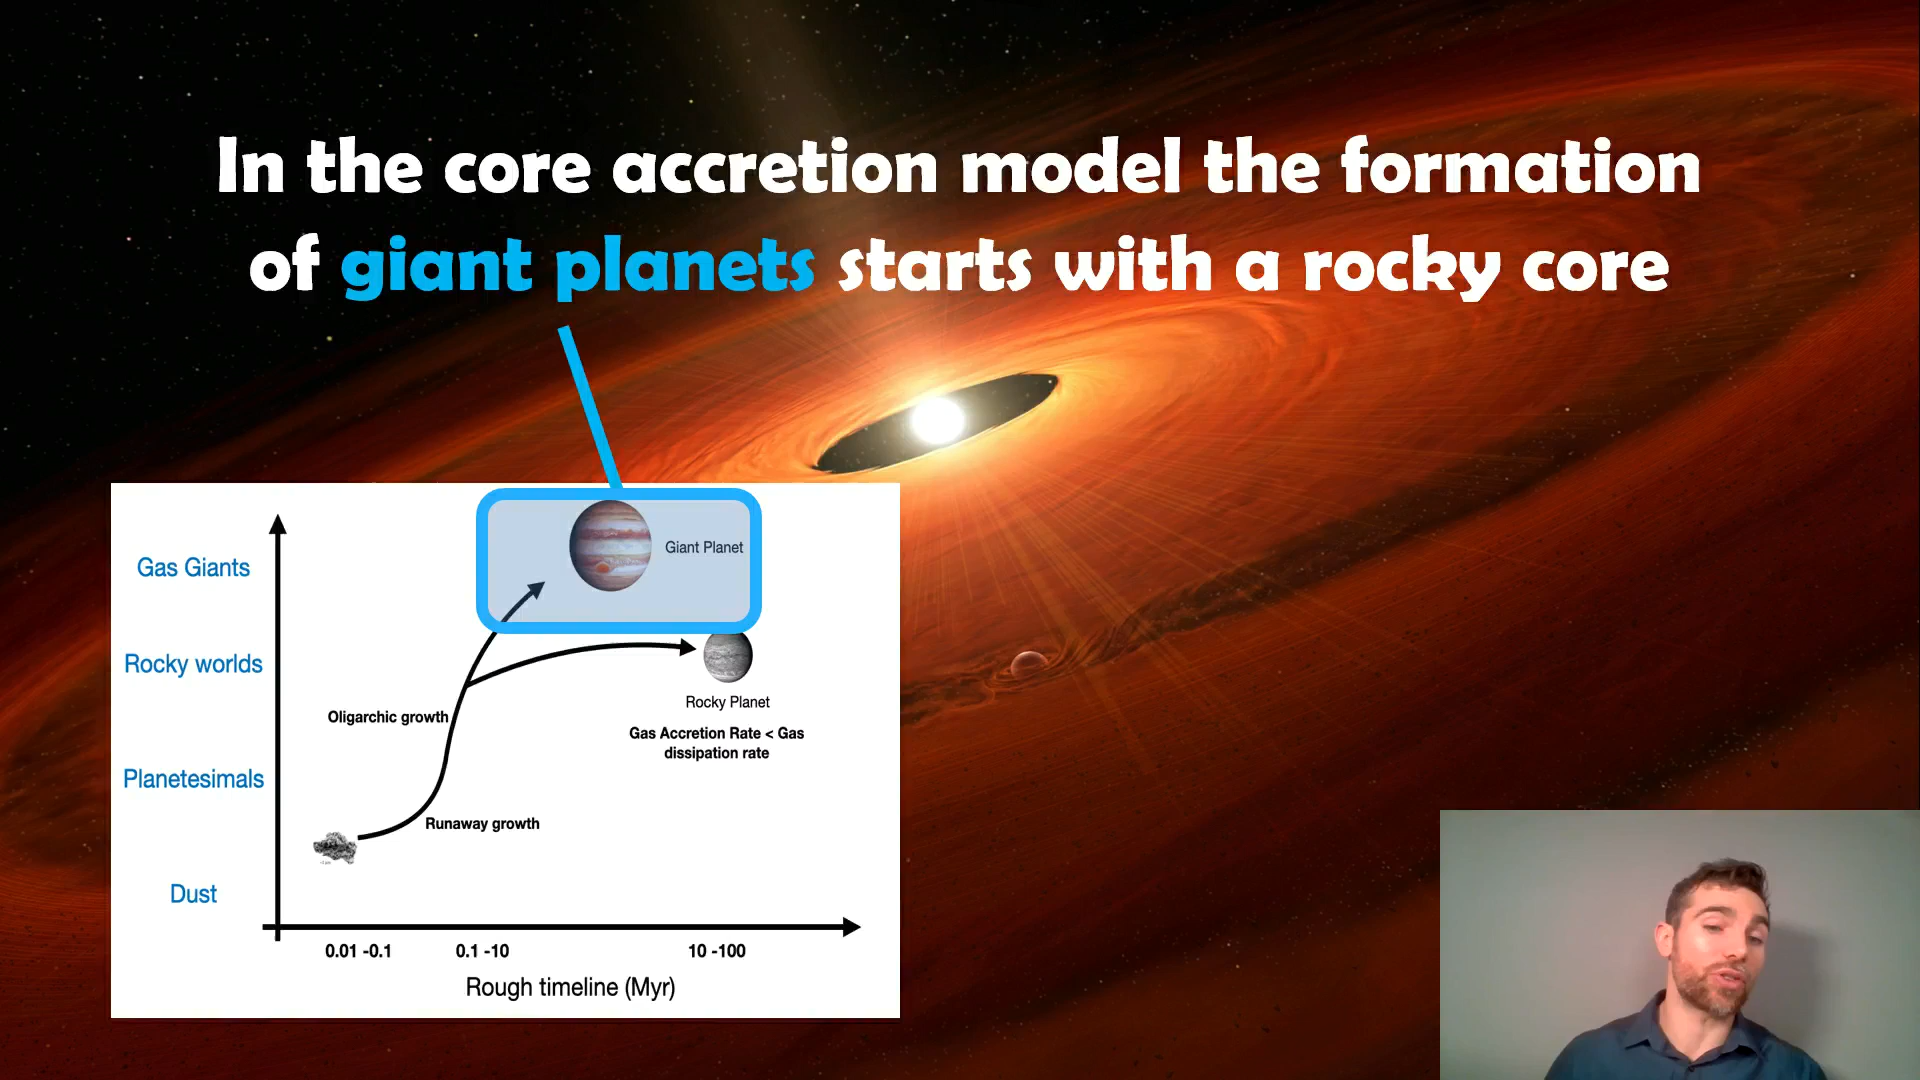 In the core accretion model the formation
of giant planets starts with a rocky core
Gas Giants
Giant Planet
Rocky worlds
Rocky Planet
Oligarchic growth
Gas Accretion Rate < Gas
dissipation rate
Planetesimals
Runaway growth
Dust
0.01 -0.1
0.1 -10
10 -100
Rough timeline (Myr)